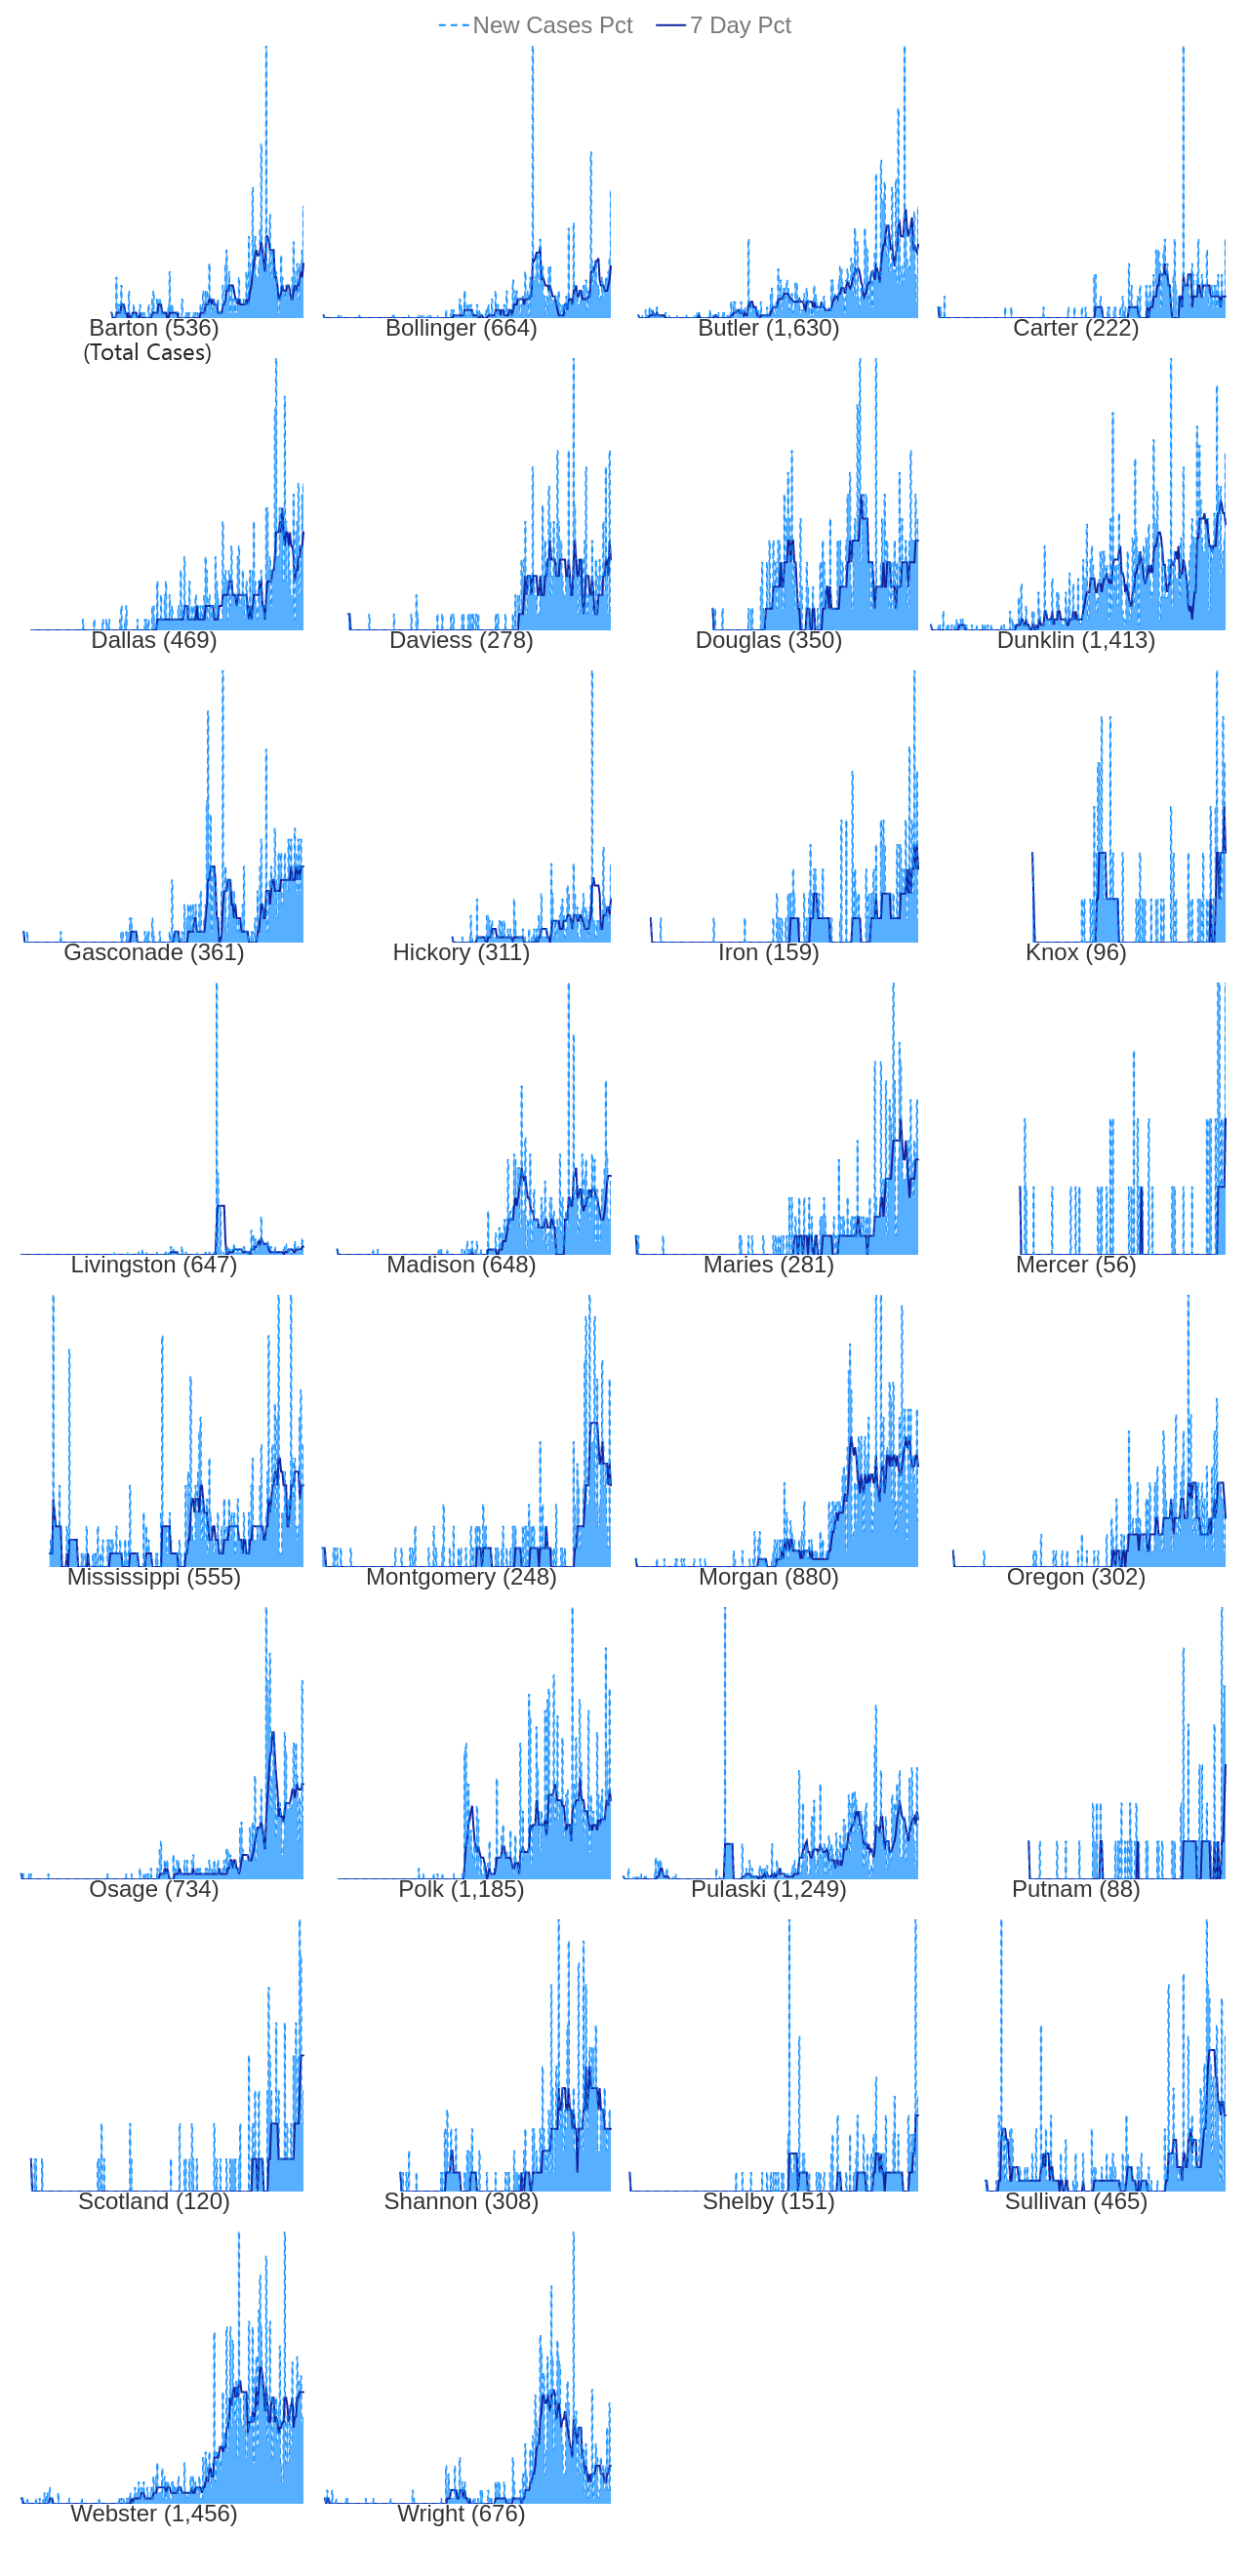 New Cases Pct 7 Day Pct
Barton (536) Bollinger (664) Butler (1,630) Carter (222)
(Total Cases)
Dallas (469) Daviess (278) Douglas (350) Dunklin (1,413)
Gasconade (361) Hickory (311) Iron (159) Knox (96)
Livingston (647) Madison (648) Maries (281) Mercer (56)
Mississippi (555) Montgomery (248) Morgan (880) Oregon (302)
Osage (734) Polk (1,185) Pulaski (1,249) Putnam (88)
Scotland (120) Shannon (308) Shelby (151) Sullivan (465)
Webster (1,456) Wright (676)